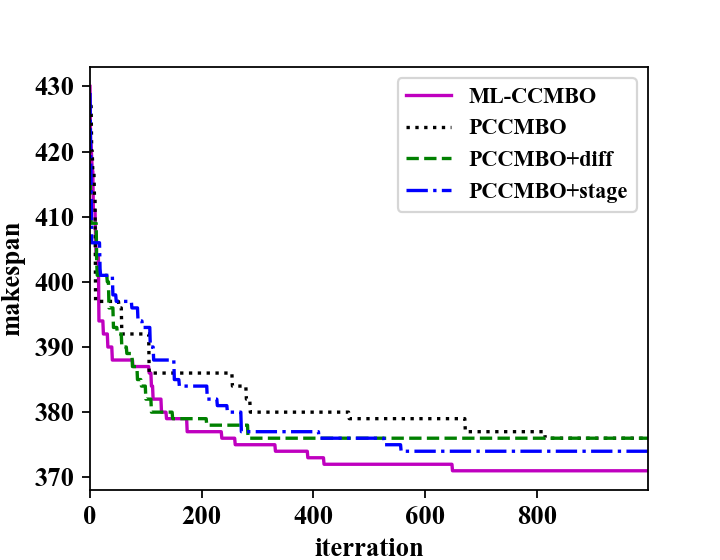 430
420
410
400
390
380
370
makespan
0 200 400 600 800
iterration
ML-CCMBO
PCCMBO
PCCMBO+diff
PCCMBO+stage